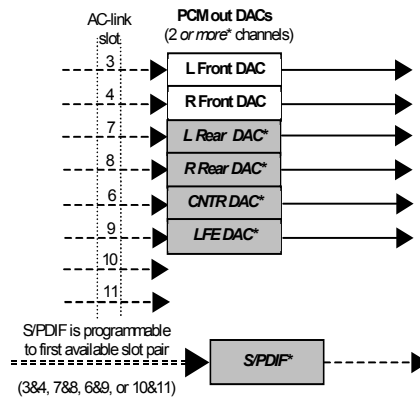 AC-link
slot
PCM out DACs
(2 or more* channels)
3
L Front DAC
4
R Front DAC
7
L Rear DAC*
8
R Rear DAC*
6
CNTR DAC*
9
LFE DAC*
10
11
S/PDIF is programmable
to first available slot pair
S/PDIF*
(3&4, 7&8, 6&9, or 10&11)